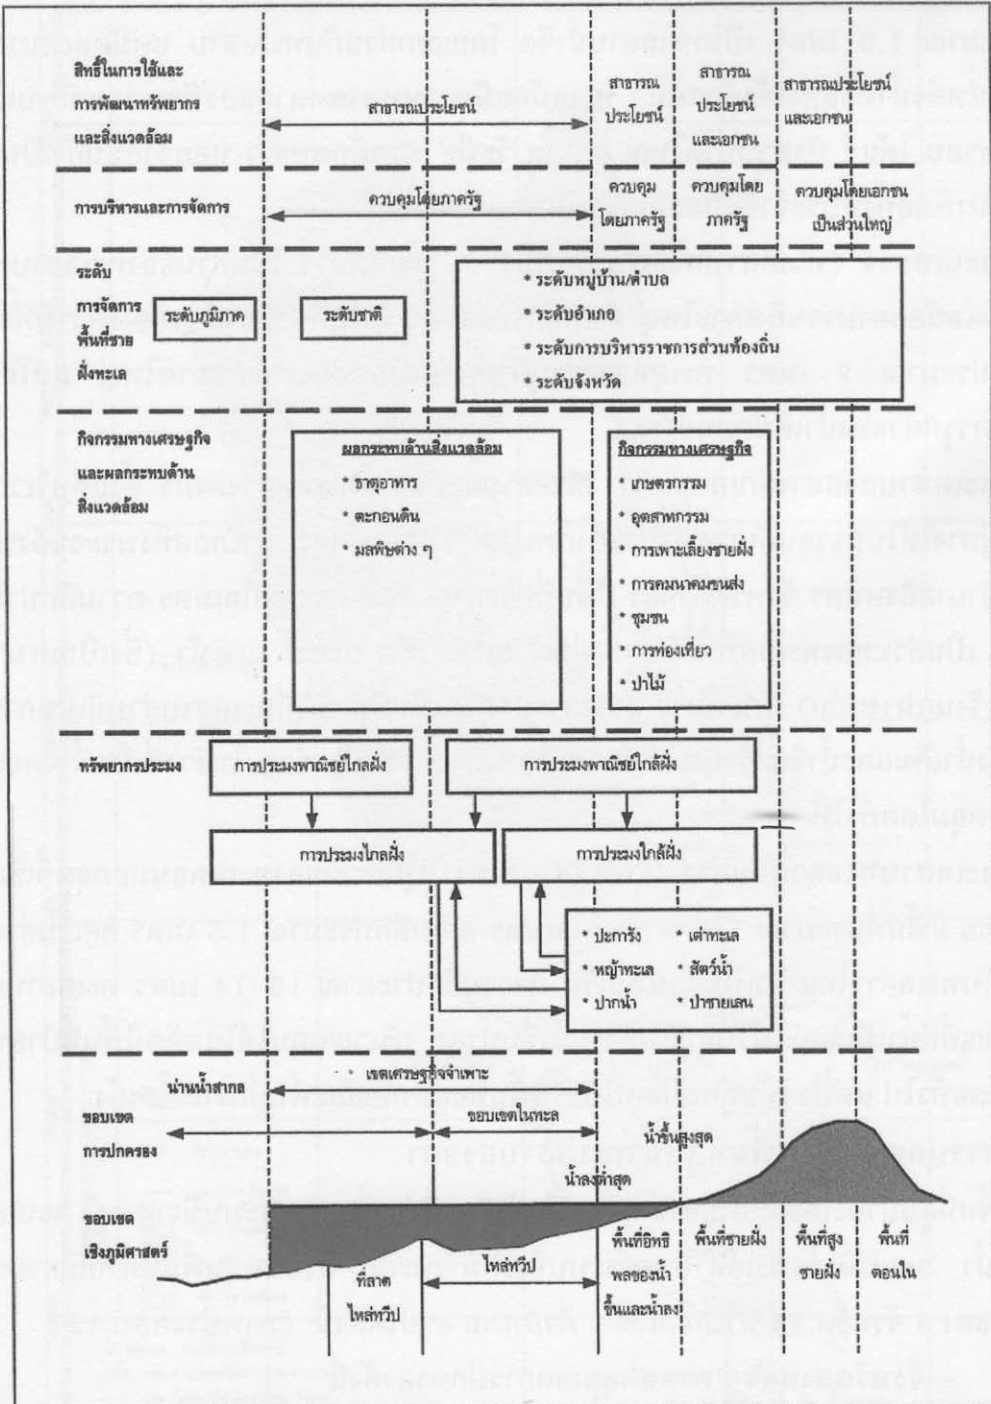 สิทธิ์ในการใช้และ
การพัฒนาทรัพยากร
และสิ่งแวดล้อม
สาธารณประโยชน์
สาธารณ
ประโยชน์
สาธารณ
ประโยชน์
และเอกชน
สาธารณประโยชน์
และเอกชน
การบริหารและการจัดการ
ควบคุมโดยภาครัฐ
ควบคุม
โดยภาครัฐ
ควบคุมโดย
ภาครัฐ
ควบคุมโดยเอกชน
เป็นส่วนใหญ่
ระดับ
การจัดการ
พื้นที่ชาย
ฝั่งทะเล
ระดับภูมิภาค
ระดับชาติ
* ระดับหมู่บ้าน/ตำบล
* ระดับอำเภอ
* ระดับการบริหารราชการส่วนท้องถิ่น
* ระดับจังหวัด
กิจกรรมทางเศรษฐกิจ
และผลกระทบด้าน
สิ่งแวดล้อม
ผลกระทบด้านสิ่งแวดล้อม
* ธาตุอาหาร
* ตะกอนดิน
* มลพิษต่าง ๆ
กิจกรรมทางเศรษฐกิจ
* เกษตรกรรม
* อุตสาหกรรม
* การเพาะเลี้ยงชายฝั่ง
* การคมนาคมขนส่ง
* ชุมชน
* การท่องเที่ยว
* ป่าไม้
ทรัพยากรประมง
การประมงพาณิชย์ไกลฝั่ง
การประมงพาณิชย์ใกล้ฝั่ง
การประมงไกลฝั่ง
การประมงใกล้ฝั่ง
* ปะการัง * เต่าทะเล
* หญ้าทะเล * สัตว์น้ำ
* ปากน้ำ * ป่าชายเลน
น่านน้ำสากล
เขตเศรษฐกิจจำเพาะ
ขอบเขต
การปกครอง
ขอบเขตในทะล
น้ำขึ้นสูงสุด
น้ำลงต่ำสุด
ขอบเขต
เชิงภูมิศาสตร์
ที่ลาด
ไหล่ทวีป
ไหล่ทวีป
พื้นที่อิทธิ
พลของน้ำ
ขึ้นและน้ำลง
พื้นที่ชายฝั่ง
พื้นที่สูง
ชายฝั่ง
พื้นที่
ตอนใน